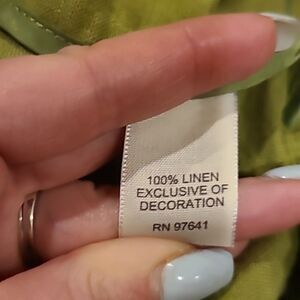 100% LINEN
EXCLUSIVE OF
DECORATION
RN 97641